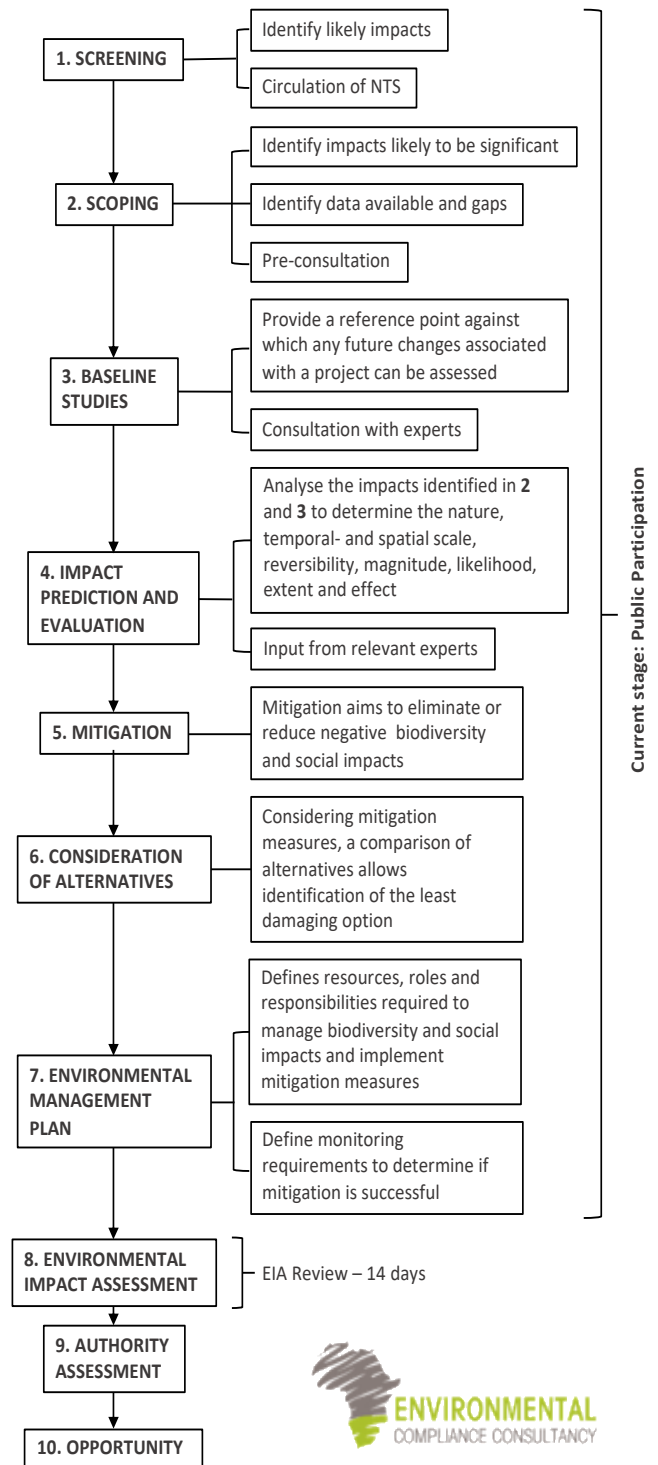 1. SCREENING
Identify likely impacts
Circulation of NTS
2. SCOPING
Identify impacts likely to be significant
Identify data available and gaps
Pre-consultation
3. BASELINE
STUDIES
Provide a reference point against
which any future changes associated
with a project can be assessed
Consultation with experts
4. IMPACT
PREDICTION AND
EVALUATION
Analyse the impacts identified in 2
and 3 to determine the nature,
temporal- and spatial scale,
reversibility, magnitude, likelihood,
extent and effect
Input from relevant experts
5. MITIGATION
Mitigation aims to eliminate or
reduce negative biodiversity
and social impacts
6. CONSIDERATION
OF ALTERNATIVES
Considering mitigation
measures, a comparison of
alternatives allows
identification of the least
damaging option
7. ENVIRONMENTAL
MANAGEMENT
PLAN
Defines resources, roles and
responsibilities required to
manage biodiversity and social
impacts and implement
mitigation measures
Define monitoring
requirements to determine if
mitigation is successful
Current stage: Public Participation
8. ENVIRONMENTAL
IMPACT ASSESSMENT
EIA Review – 14 days
9. AUTHORITY
ASSESSMENT
10. OPPORTUNITY
ENVIRONMENTAL
COMPLIANCE CONSULTANCY